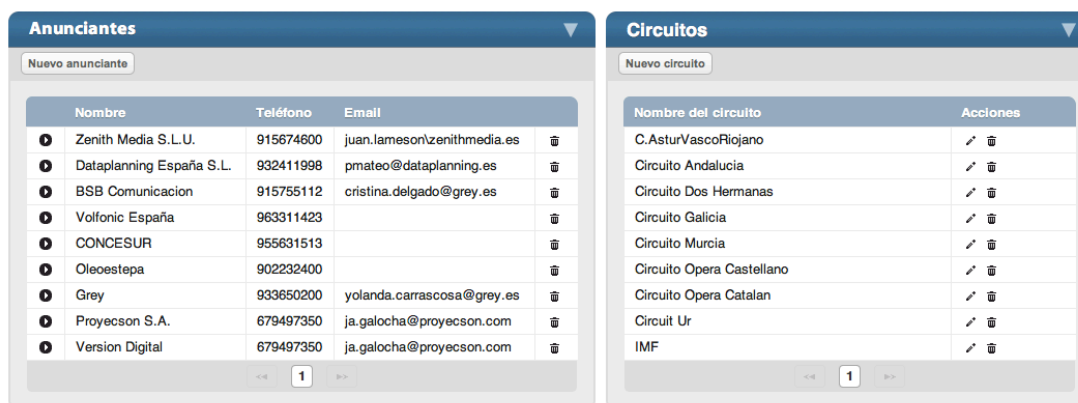 Anunciantes
Nuevo anunciante
Nombre Teléfono Email
Zenith Media S.L.U. 915674600 juan.lameson\zenithmedia.es
Dataplanning España S.L. 932411998 pmateo@dataplanning.es
BSB Comunicacion 915755112 cristina.delgado@grey.es
Volfonic España 963311423
CONCESUR 955631513
Oleoestepa 902232400
Grey 933650200 yolanda.carrascosa@grey.es
Proyecson S.A. 679497350 ja.galocha@proyecson.com
Version Digital 679497350 ja.galocha@proyecson.com
1
Circuitos
Nuevo circuito
Nombre del circuito Acciones
C.AsturVascoRiojano
Circuito Andalucia
Circuito Dos Hermanas
Circuito Galicia
Circuito Murcia
Circuito Opera Castellano
Circuito Opera Catalan
Circuit Ur
IMF
1